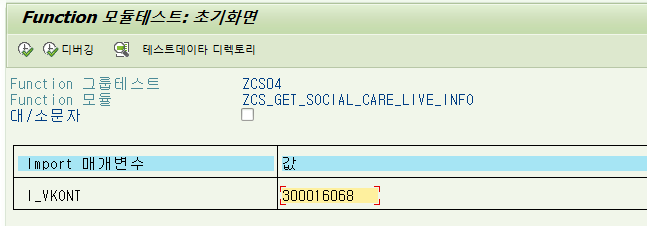 Function 모듈테스트: 초기화면
디버깅 테스트데이타 디렉토리
Function 그룹테스트 ZCS04
Function 모듈 ZCS_GET_SOCIAL_CARE_LIVE_INFO
대/소문자
Import 매개변수 값
I_VKONT 300016068